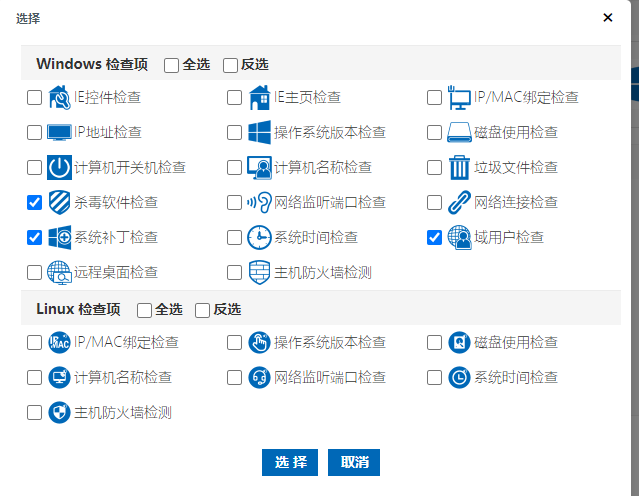 选择 ×
Windows 检查项 全选 反选
IE控件检查 IE主页检查 IP/MAC绑定检查
IP地址检查 操作系统版本检查 磁盘使用检查
计算机开关机检查 计算机名称检查 垃圾文件检查
杀毒软件检查 网络监听端口检查 网络连接检查
系统补丁检查 系统时间检查 域用户检查
远程桌面检查 主机防火墙检测
Linux 检查项 全选 反选
IP/MAC绑定检查 操作系统版本检查 磁盘使用检查
计算机名称检查 网络监听端口检查 系统时间检查
主机防火墙检测
选 择 取消